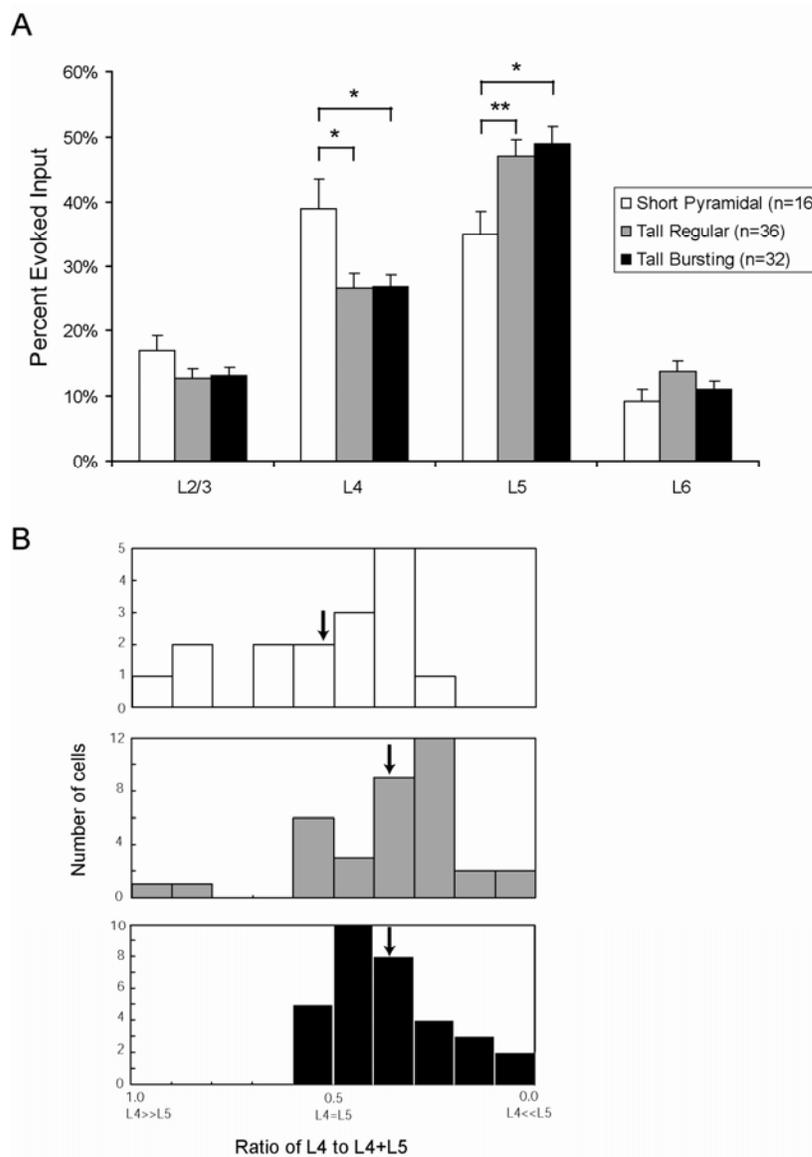 A
60%
50%
40%
30%
20%
10%
0%
Percent Evoked Input
*
*
*
**
L2/3
L4
L5
L6
Short Pyramidal (n=16
Tall Regular (n=36)
Tall Bursting (n=32)
B
5
4
3
2
1
0
12
8
4
0
10
8
6
4
2
0
Number of cells
1.0
0.5
0.0
L4>>L5
L4=L5
L4<<L5
Ratio of L4 to L4+L5